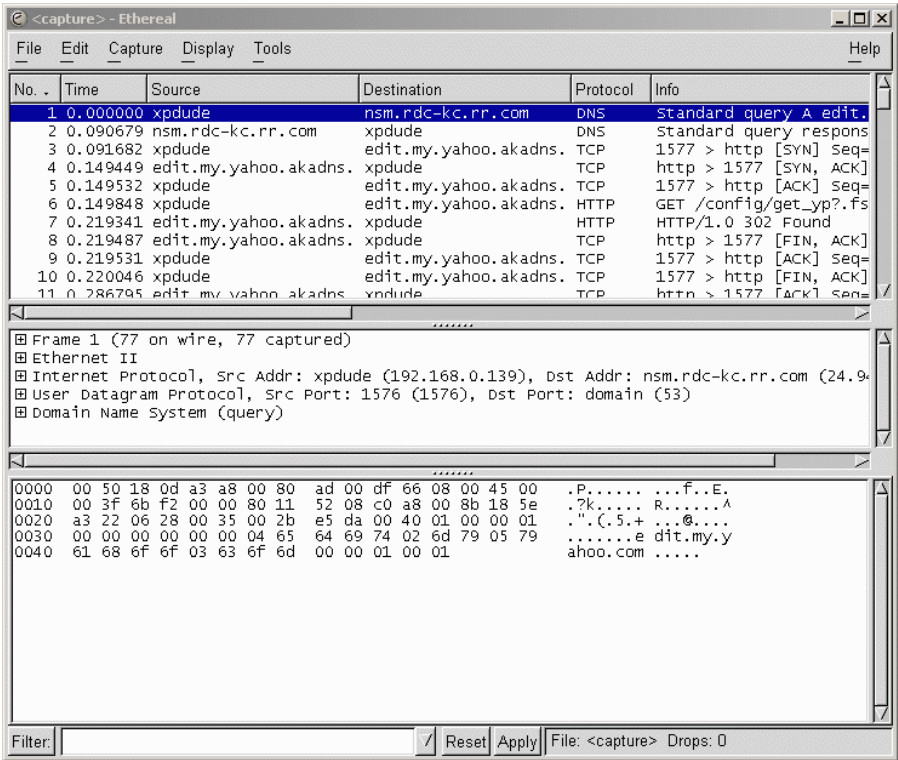 <capture> - Ethereal
File Edit Capture Display Tools Help
No. Time Source Destination Protocol Info
1 0.000000 xpdude nsm.rdc-kc.rr.com DNS Standard query A edit.
2 0.090679 nsm.rdc-kc.rr.com xpdude DNS Standard query respons
3 0.091682 xpdude edit.my.yahoo.akadns. TCP 1577 > http [SYN] Seq=
4 0.149449 edit.my.yahoo.akadns. xpdude TCP http > 1577 [SYN, ACK]
5 0.149532 xpdude edit.my.yahoo.akadns. TCP 1577 > http [ACK] Seq=
6 0.149848 xpdude edit.my.yahoo.akadns. HTTP GET /config/get_yp?.fs
7 0.219341 edit.my.yahoo.akadns. xpdude HTTP HTTP/1.0 302 Found
8 0.219487 edit.my.yahoo.akadns. xpdude TCP http > 1577 [FIN, ACK]
9 0.219531 xpdude edit.my.yahoo.akadns. TCP 1577 > http [ACK] Seq=
10 0.220046 xpdude edit.my.yahoo.akadns. TCP 1577 > http [FIN, ACK]
11 0.286795 edit.my.yahoo.akadns. xpdude TCP http > 1577 [ACK] Seq=
Frame 1 (77 on wire, 77 captured)
Ethernet II
Internet Protocol, Src Addr: xpdude (192.168.0.139), Dst Addr: nsm.rdc-kc.rr.com (24.94
User Datagram Protocol, Src Port: 1576 (1576), Dst Port: domain (53)
Domain Name System (query)
0000 00 50 18 0d a3 a8 00 80 ad 00 df 66 08 00 45 00 .P...... ...f..E.
0010 00 3f 6b f2 00 00 80 11 52 08 c0 a8 00 8b 18 5e .?k..... R......^
0020 a3 22 06 28 00 35 00 2b e5 da 00 40 01 00 00 01 .".(.5.+ ...@....
0030 00 00 00 00 00 00 04 65 64 69 74 02 6d 79 05 79 .......e dit.my.y
0040 61 68 6f 6f 03 63 6f 6d 00 00 01 00 01 ahoo.com .....
Filter: Reset Apply File: <capture> Drops: 0